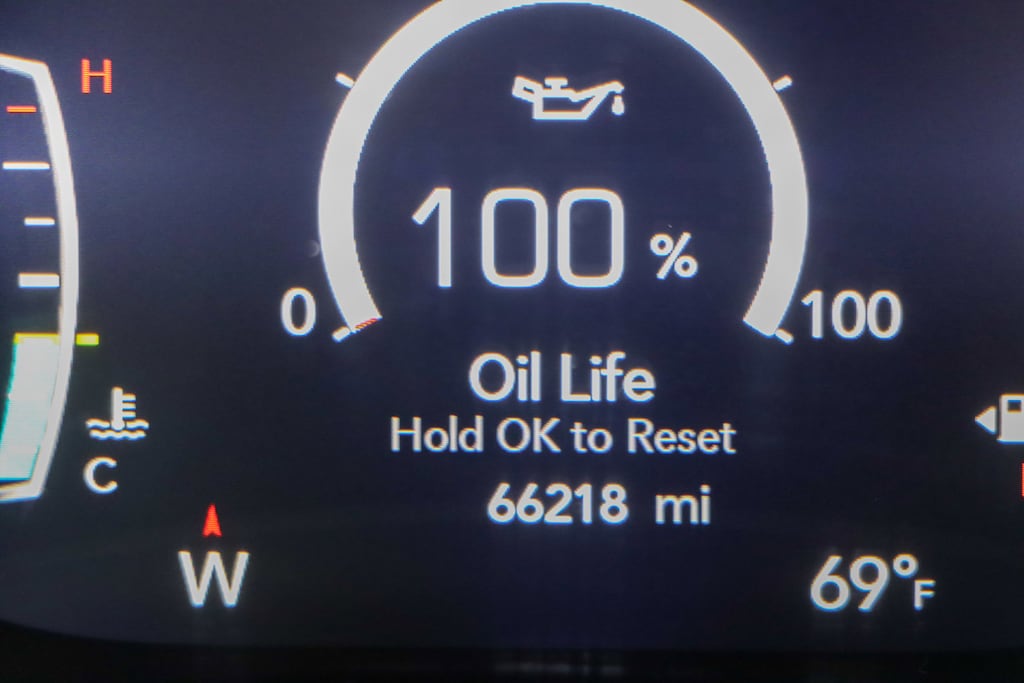 H
100 %
0
100
Oil Life
Hold OK to Reset
C
66218 mi
W
69°F